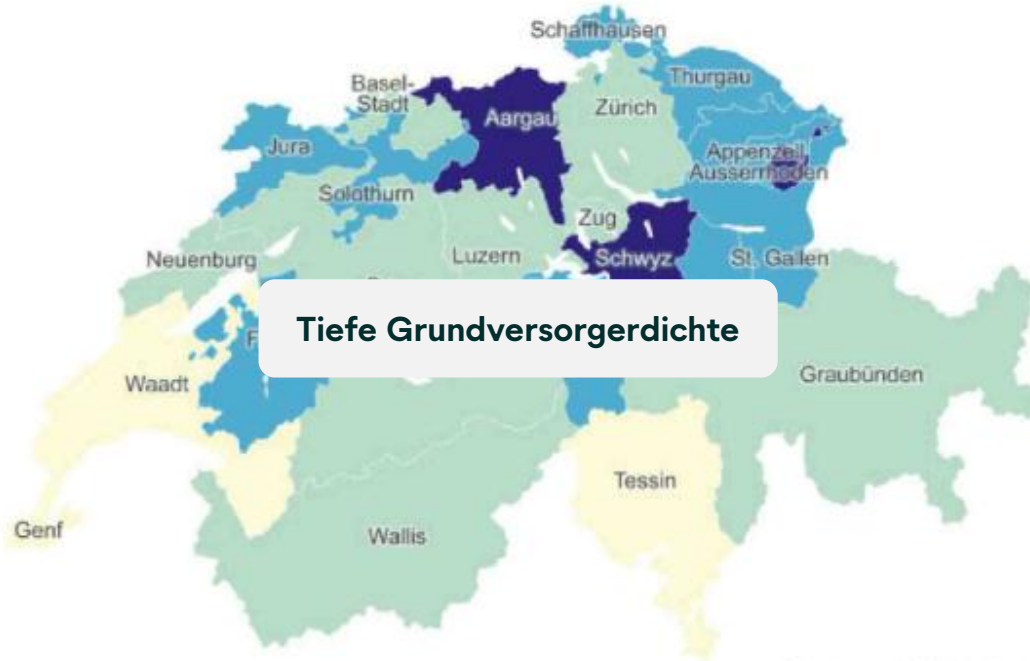 Schaffhausen
Thurgau
Basel-
Stadt
Aargau
Zürich
Jura
Appenzell
Ausserrhoden
Solothurn
Zug
Neuenburg
Luzern
Schwyz
St. Gallen
Tiefe Grundversorgerdichte
Waadt
Graubünden
Tessin
Genf
Wallis